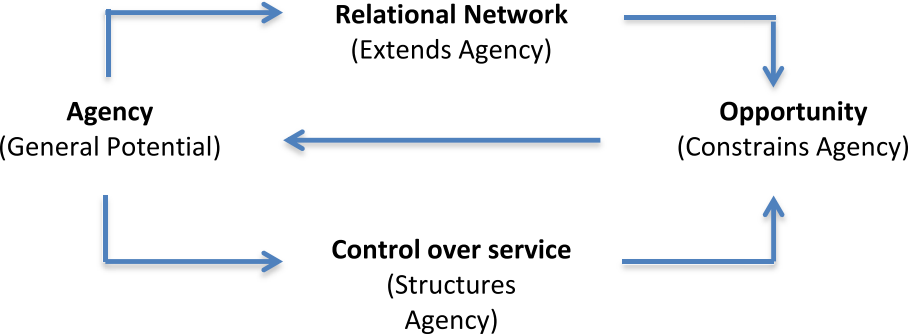 Relational Network
(Extends Agency)
Agency
(General Potential)
Opportunity
(Constrains Agency)
Control over service
(Structures
Agency)